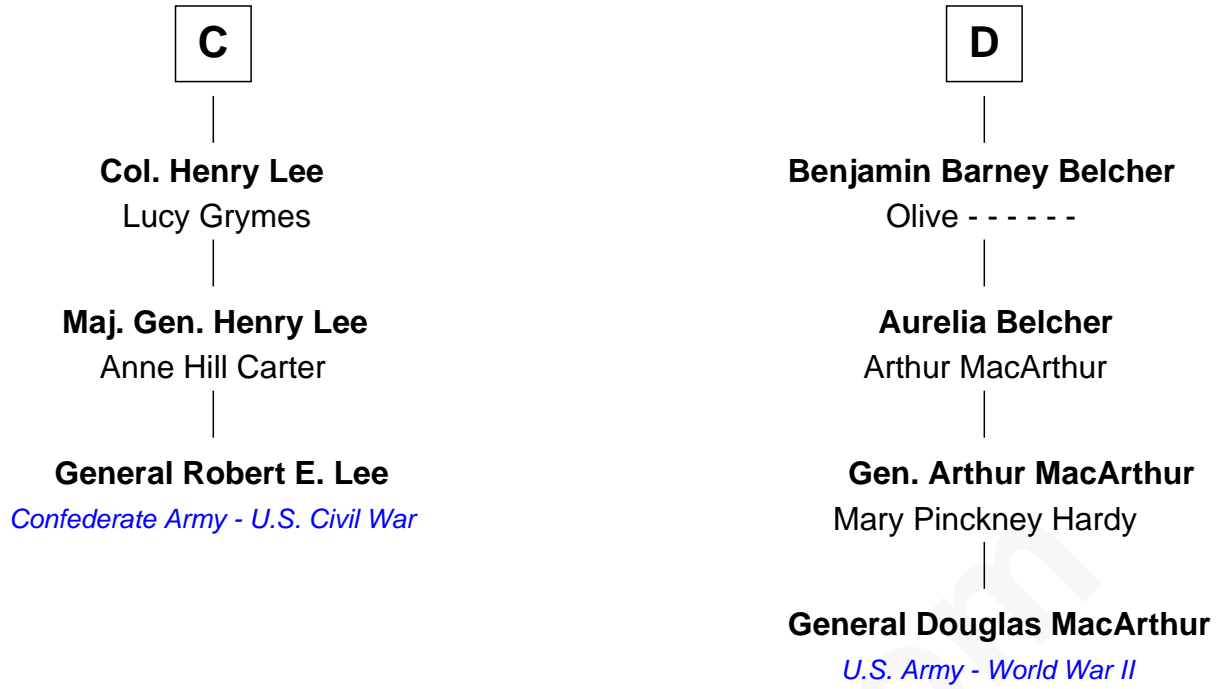 C
Col. Henry Lee
Lucy Grymes
Maj. Gen. Henry Lee
Anne Hill Carter
General Robert E. Lee
Confederate Army - U.S. Civil War
D
Benjamin Barney Belcher
Olive - - - - - -
Aurelia Belcher
Arthur MacArthur
Gen. Arthur MacArthur
Mary Pinckney Hardy
General Douglas MacArthur
U.S. Army - World War II